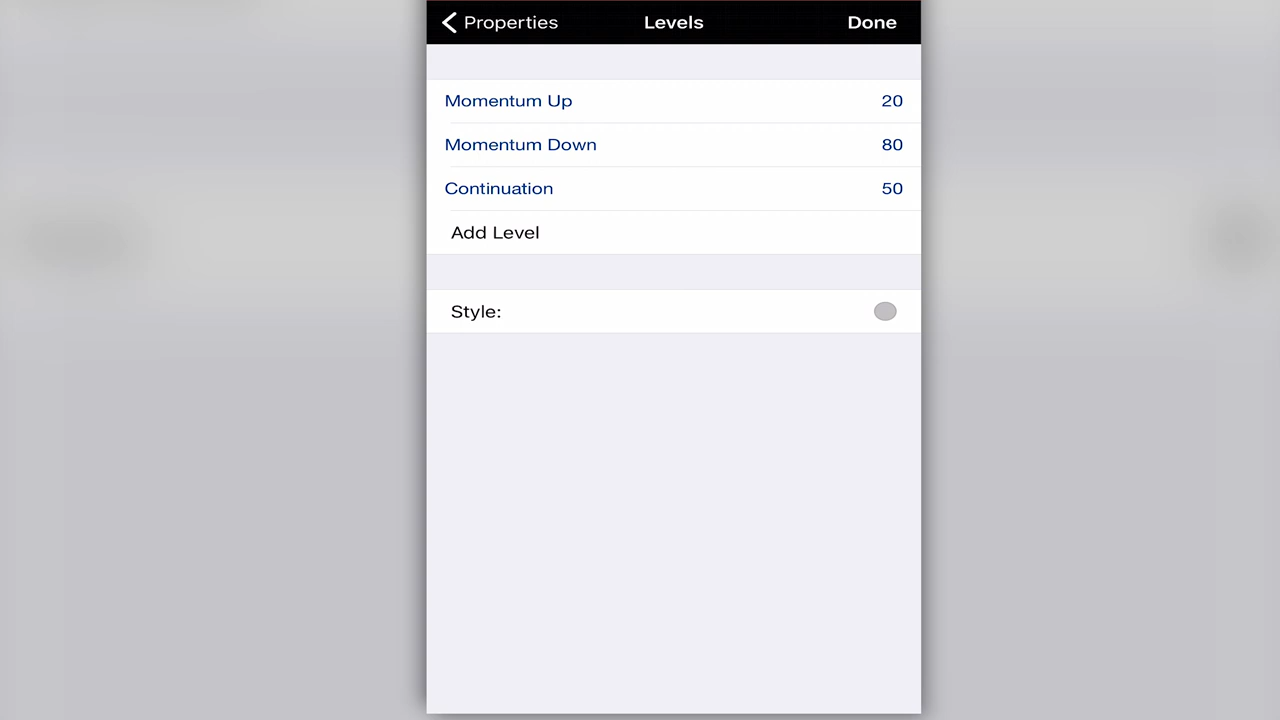 Properties Levels Done
Momentum Up 20
Momentum Down 80
Continuation 50
Add Level
Style: